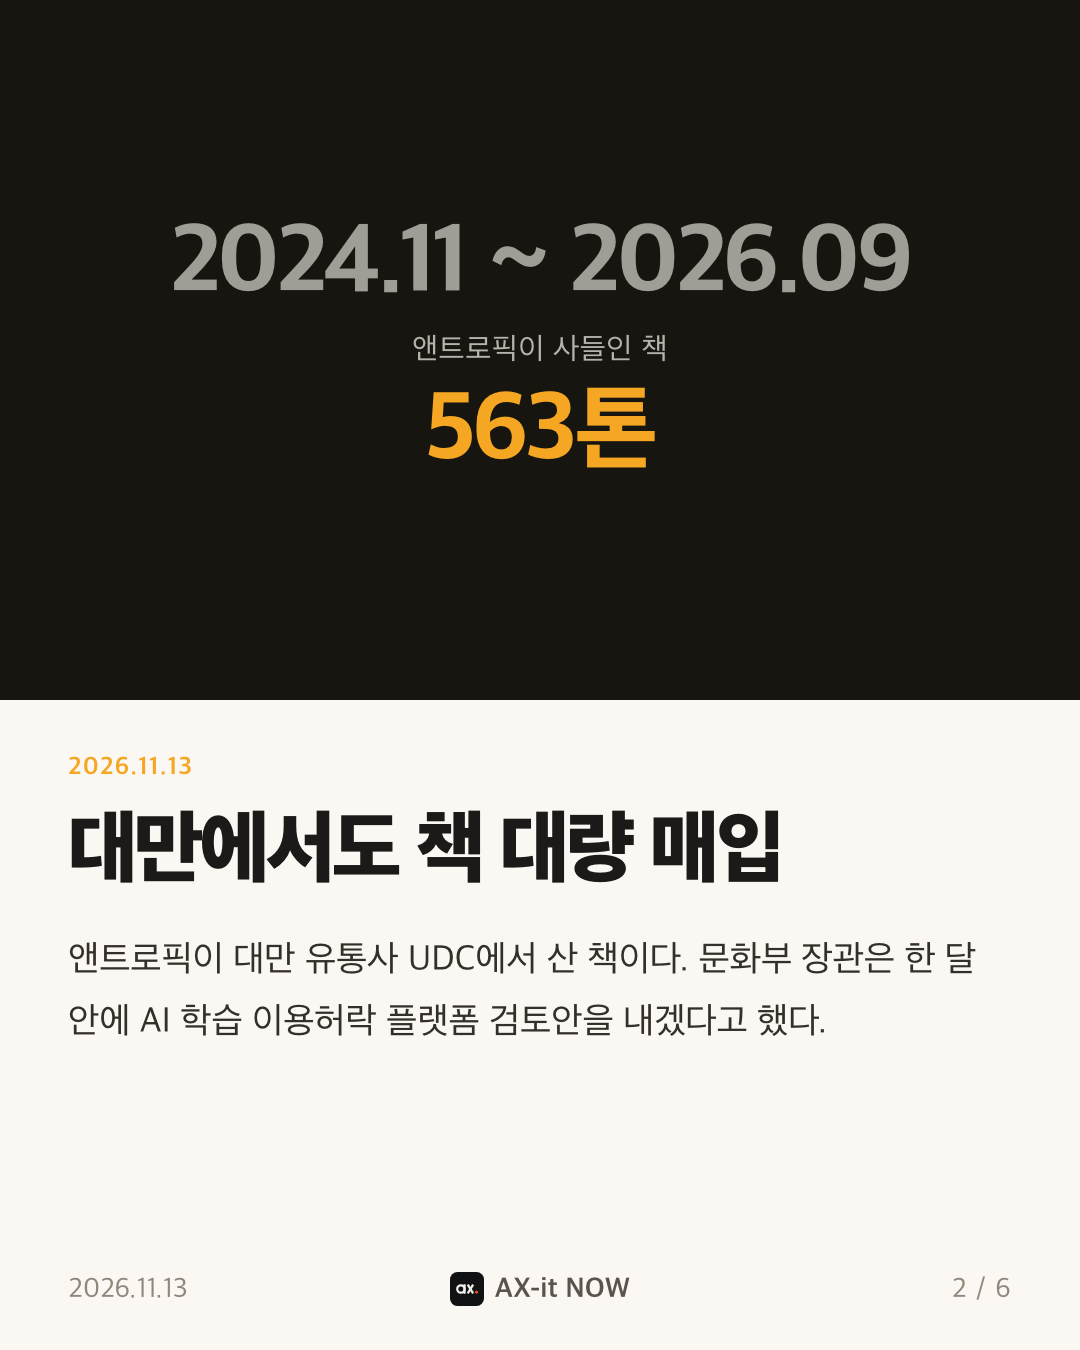 2024.11 ~ 2026.09
앤트로픽이 사들인 책
563톤
2026.11.13
대만에서도 책 대량 매입
앤트로픽이 대만 유통사 UDC에서 산 책이다. 문화부 장관은 한 달
안에 AI 학습 이용허락 플랫폼 검토안을 내겠다고 했다.
2026.11.13
ax.
AX-it NOW
2 / 6